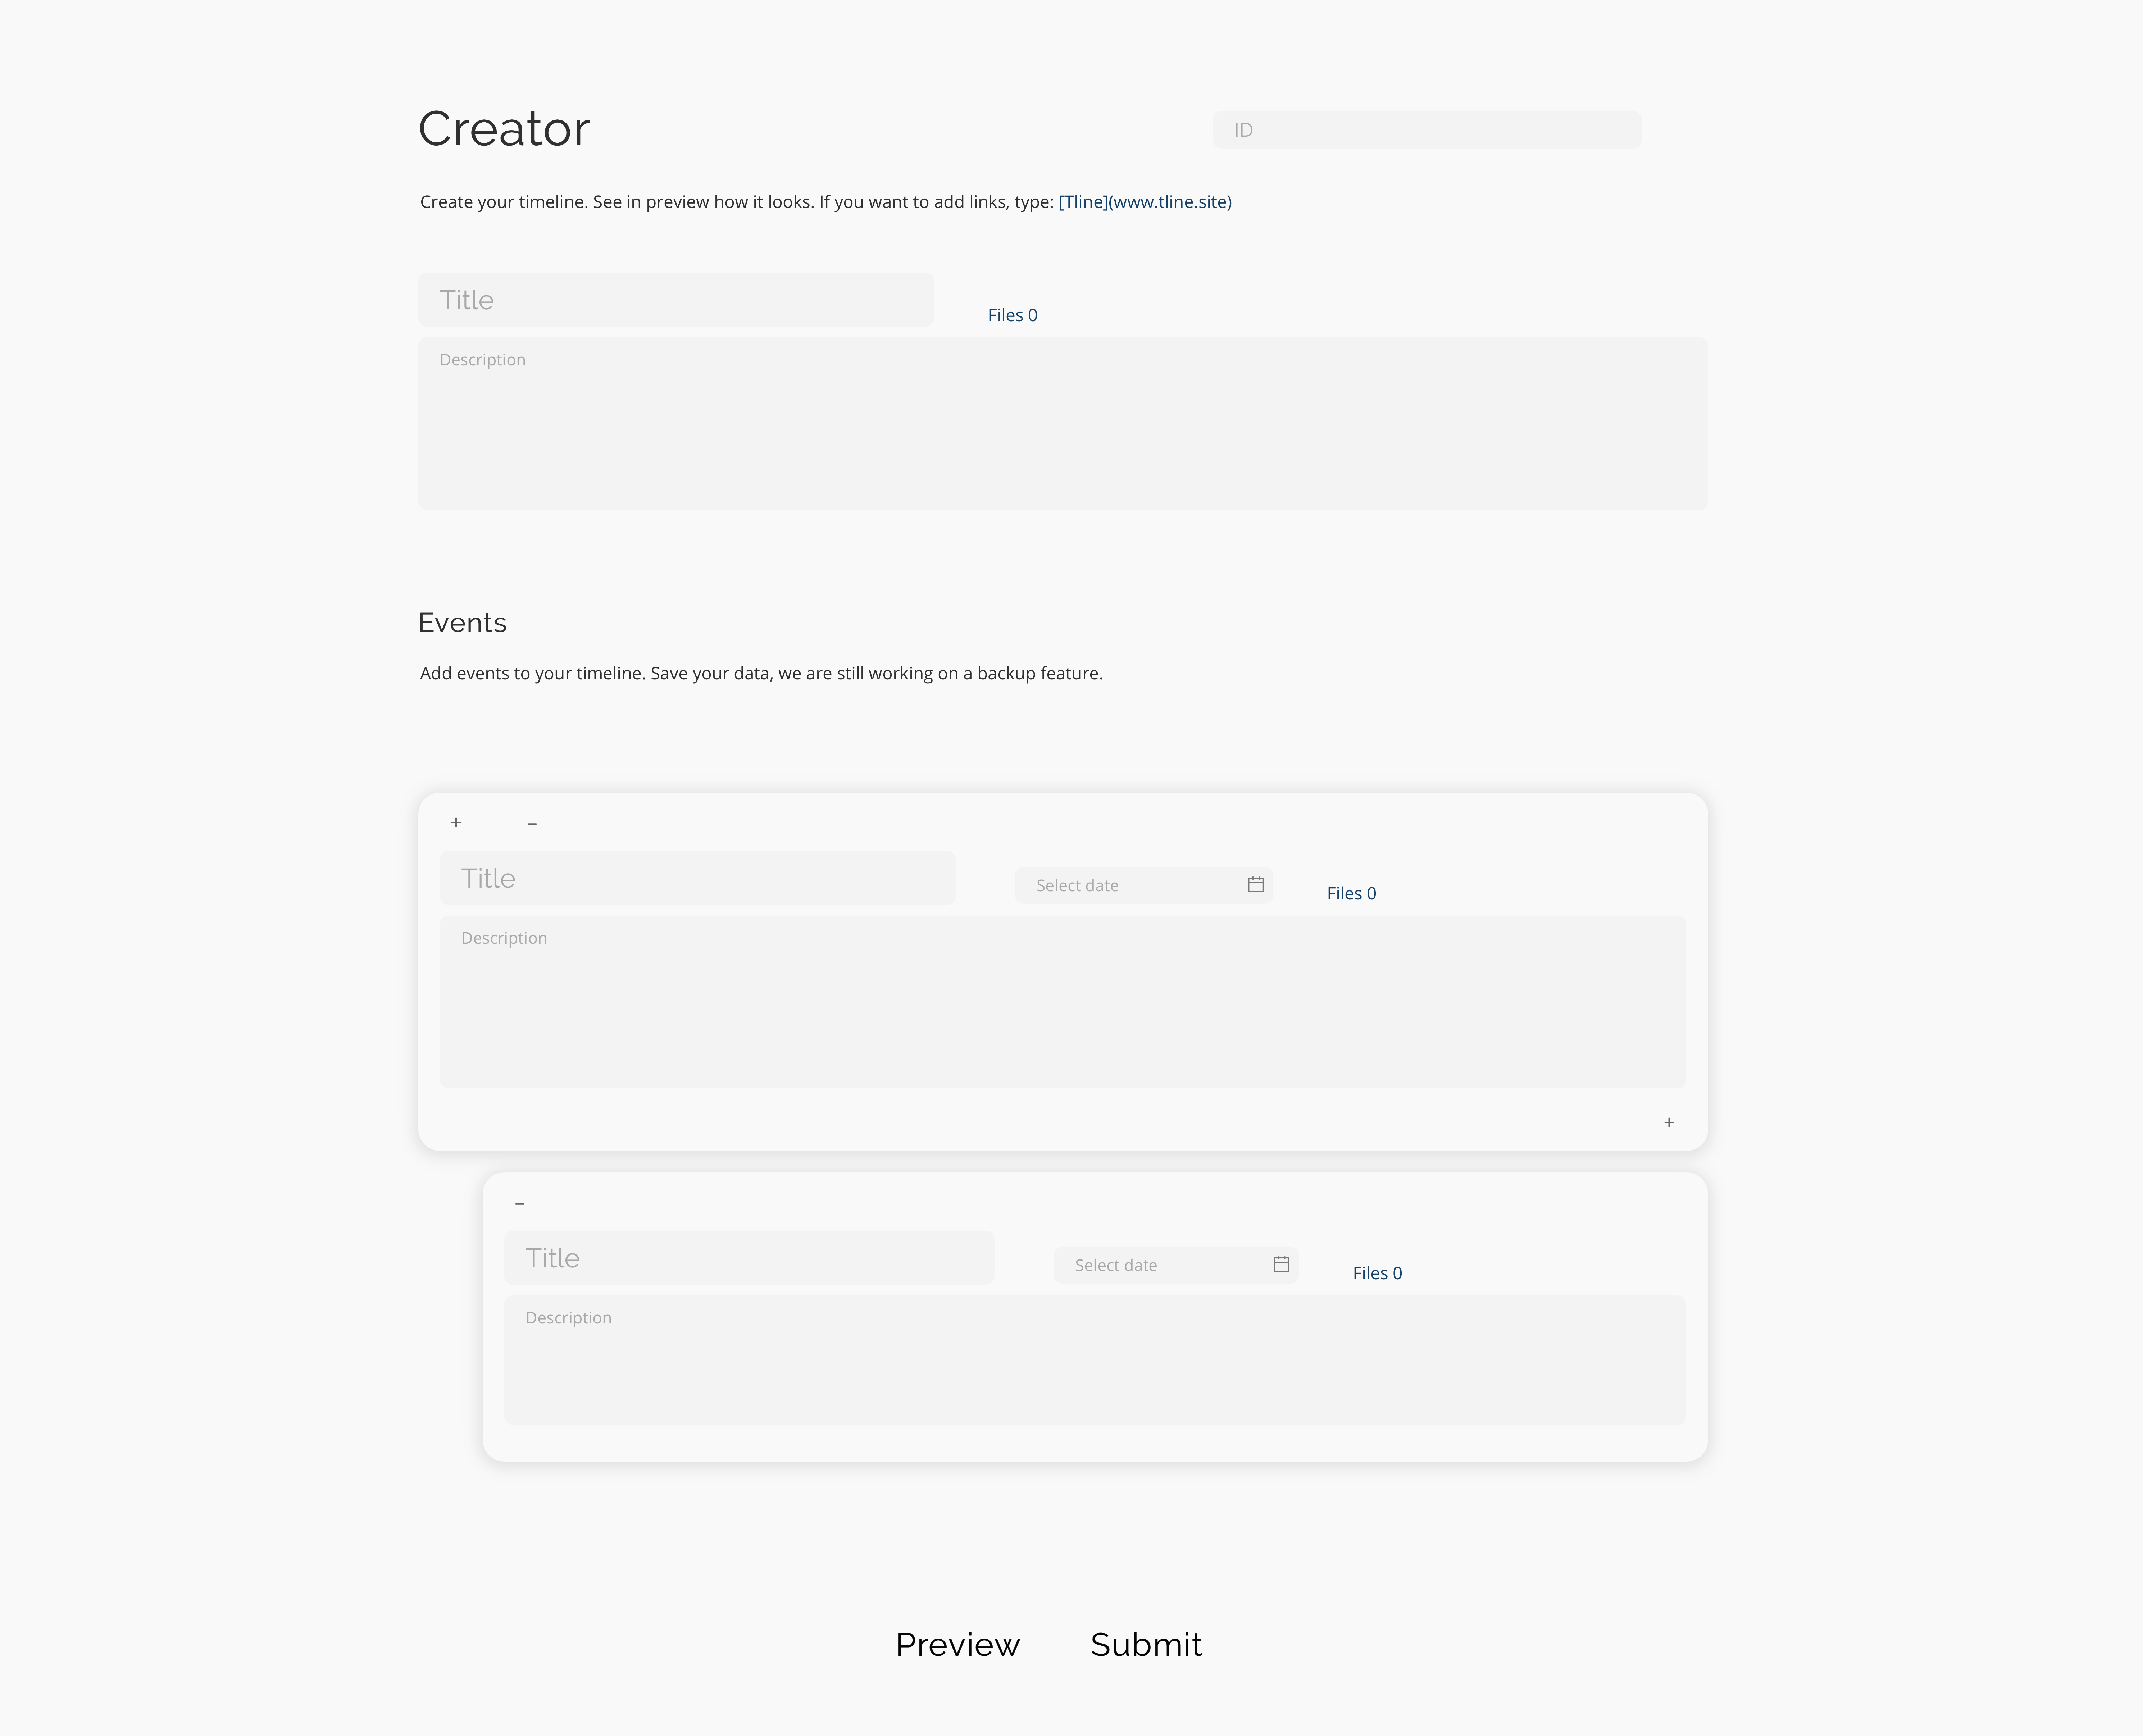 Creator
ID
Create your timeline. See in preview how it looks. If you want to add links, type: [Tline](www.tline.site)
Title
Files 0
Description
Events
Add events to your timeline. Save your data, we are still working on a backup feature.
+ –
Title
Select date
Files 0
Description
+
–
Title
Select date
Files 0
Description
Preview
Submit